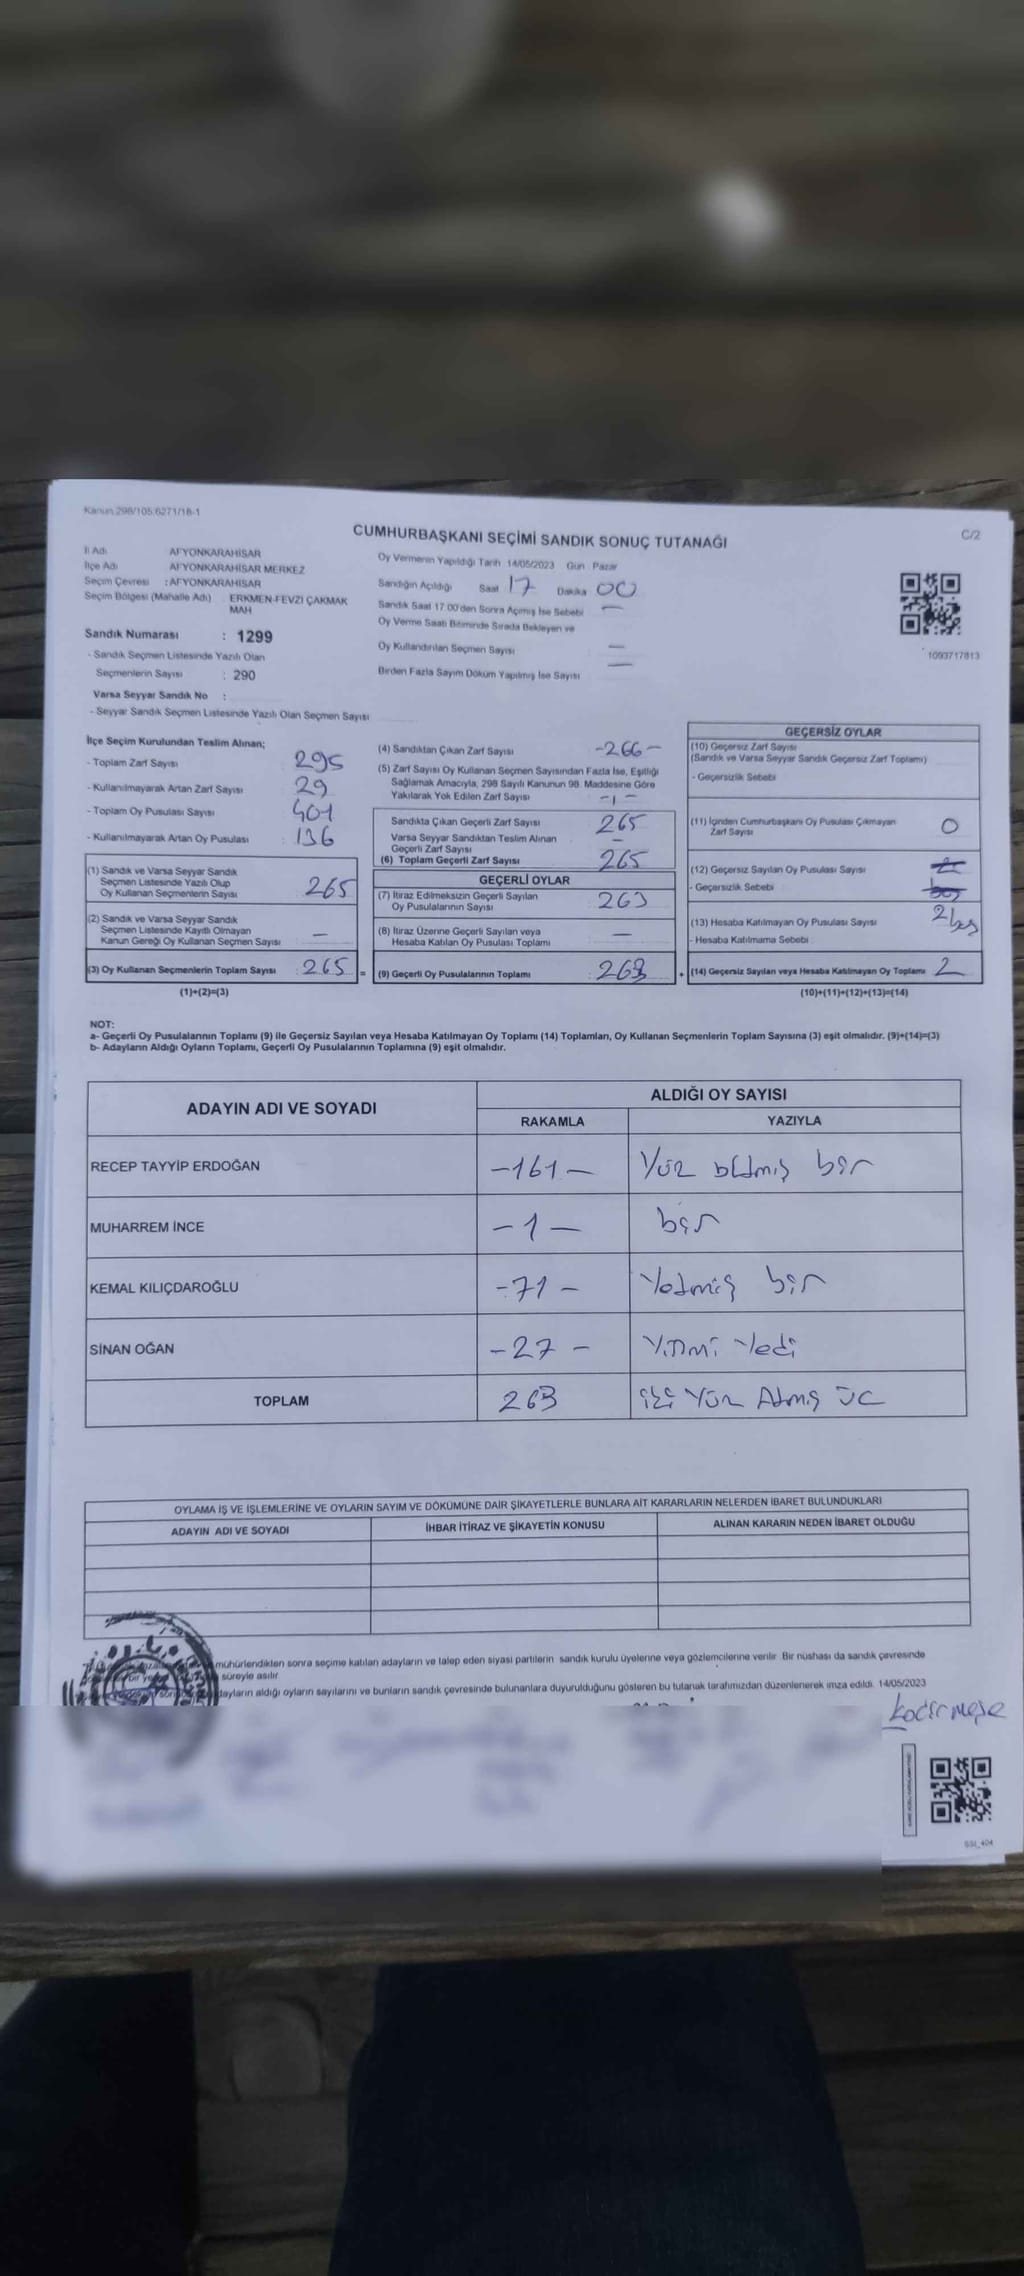 Kanun 298/105.6271/18-1
CUMHURBAŞKANI SEÇİMİ SANDIK SONUÇ TUTANAĞI
C/2
İl Adı AFYONKARAHİSAR
İlçe Adı AFYONKARAHİSAR MERKEZ
Seçim Çevresi : AFYONKARAHİSAR
Seçim Bölgesi (Mahalle Adı) ERKMEN-FEVZİ ÇAKMAK
MAH
Sandık Numarası : 1299
- Sandık Seçmen Listesinde Yazılı Olan
Seçmenlerin Sayısı : 290
Varsa Seyyar Sandık No :
- Seyyar Sandık Seçmen Listesinde Yazılı Olan Seçmen Sayısı
Oy Vermenin Yapıldığı Tarih 14/05/2023 Gün Pazar
Sandığın Açıldığı Saat 17 Dakika 00
Sandık Saat 17:00'den Sonra Açımış İse Sebebi —
Oy Verme Saati Bitiminde Sırada Bekleyen ve
Oy Kullandırılan Seçmen Sayısı —
Birden Fazla Sayım Döküm Yapılmış İse Sayısı —
1093717813
İlçe Seçim Kurulundan Teslim Alınan;
- Toplam Zarf Sayısı : 295
- Kullanılmayarak Artan Zarf Sayısı : 29
- Toplam Oy Pusulası Sayısı : 401
- Kullanılmayarak Artan Oy Pusulası : 136
(1) Sandık ve Varsa Seyyar Sandık
Seçmen Listesinde Yazılı Olup
Oy Kullanan Seçmenlerin Sayısı : 265
(2) Sandık ve Varsa Seyyar Sandık
Seçmen Listesinde Kayıtlı Olmayan
Kanun Gereği Oy Kullanan Seçmen Sayısı —
(3) Oy Kullanan Seçmenlerin Toplam Sayısı : 265 =
(1)+(2)=(3)
(4) Sandıktan Çıkan Zarf Sayısı -266-
(5) Zarf Sayısı Oy Kullanan Seçmen Sayısından Fazla İse, Eşitliği
Sağlamak Amacıyla, 298 Sayılı Kanunun 98. Maddesine Göre
Yakılarak Yok Edilen Zarf Sayısı -1-
Sandıkta Çıkan Geçerli Zarf Sayısı 265
Varsa Seyyar Sandıktan Teslim Alınan
Geçerli Zarf Sayısı —
(6) Toplam Geçerli Zarf Sayısı 265
GEÇERLİ OYLAR
(7) İtiraz Edilmeksizin Geçerli Sayılan
Oy Pusulalarının Sayısı 263
(8) İtiraz Üzerine Geçerli Sayılan veya
Hesaba Katılan Oy Pusulası Toplamı —
(9) Geçerli Oy Pusulalarının Toplamı 263 +
GEÇERSİZ OYLAR
(10) Geçersiz Zarf Sayısı
(Sandık ve Varsa Seyyar Sandık Geçersiz Zarf Toplamı)
- Geçersizlik Sebebi
(11) İçinden Cumhurbaşkanı Oy Pusulası Çıkmayan
Zarf Sayısı 0
(12) Geçersiz Sayılan Oy Pusulası Sayısı
- Geçersizlik Sebebi
(13) Hesaba Katılmayan Oy Pusulası Sayısı 2
- Hesaba Katılmama Sebebi
(14) Geçersiz Sayılan veya Hesaba Katılmayan Oy Toplamı 2
(10)+(11)+(12)+(13)=(14)
NOT:
a- Geçerli Oy Pusulalarının Toplamı (9) ile Geçersiz Sayılan veya Hesaba Katılmayan Oy Toplamı (14) Toplamları, Oy Kullanan Seçmenlerin Toplam Sayısına (3) eşit olmalıdır. (9)+(14)=(3)
b- Adayların Aldığı Oyların Toplamı, Geçerli Oy Pusulalarının Toplamına (9) eşit olmalıdır.
ADAYIN ADI VE SOYADI ALDIĞI OY SAYISI
RAKAMLA YAZIYLA
RECEP TAYYİP ERDOĞAN -161- Yüz bir
MUHARREM İNCE -1- bir
KEMAL KILIÇDAROĞLU -71- Yetmiş bir
SİNAN OĞAN -27- Yirmi Yedi
TOPLAM 263 iki Yüz Atmış üc
OYLAMA İŞ VE İŞLEMLERİNE VE OYLARIN SAYIM VE DÖKÜMÜNE DAİR ŞİKAYETLERLE BUNLARA AİT KARARLARIN NELERDEN İBARET BULUNDUKLARI
ADAYIN ADI VE SOYADI İHBAR İTİRAZ VE ŞİKAYETİN KONUSU ALINAN KARARIN NEDEN İBARET OLDUĞU
mühürlendikten sonra seçime katılan adayların ve talep eden siyasi partilerin sandık kurulu üyelerine veya gözlemcilerine verilir. Bir nüshası da sandık çevresinde
süreyle asılır.
adayların aldığı oyların sayılarını ve bunların sandık çevresinde bulunanlara duyurulduğunu gösteren bu tutanak tarafımızdan düzenlenerek imza edildi. 14/05/2023
SSL_404